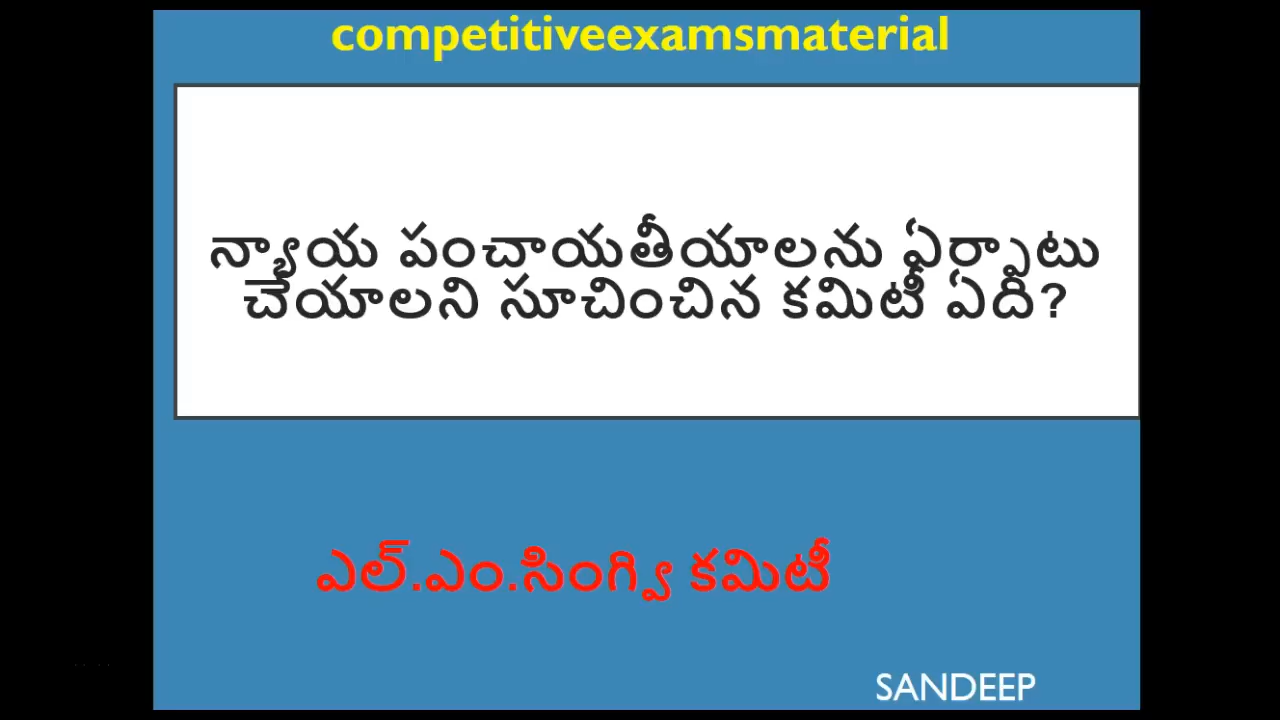 competitiveexamsmaterial
న్యాయ పంచాయతీయాలను ఏర్పాటు
చేయాలని సూచించిన కమిటీ ఏది?
ఎల్.ఎం.సింగ్వి కమిటీ
SANDEEP